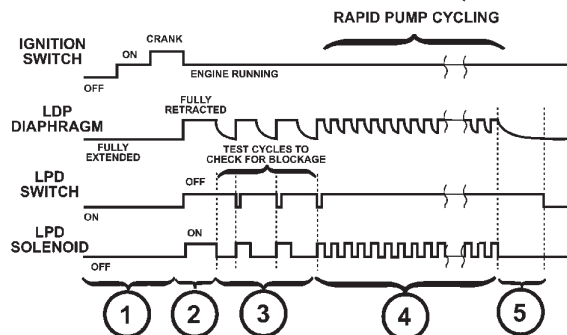 RAPID PUMP CYCLING
IGNITION
SWITCH
OFF
ON
CRANK
ENGINE RUNNING
LDP
DIAPHRAGM
FULLY
EXTENDED
FULLY
RETRACTED
TEST CYCLES TO
CHECK FOR BLOCKAGE
LPD
SWITCH
ON
OFF
LPD
SOLENOID
OFF
ON
1
2
3
4
5